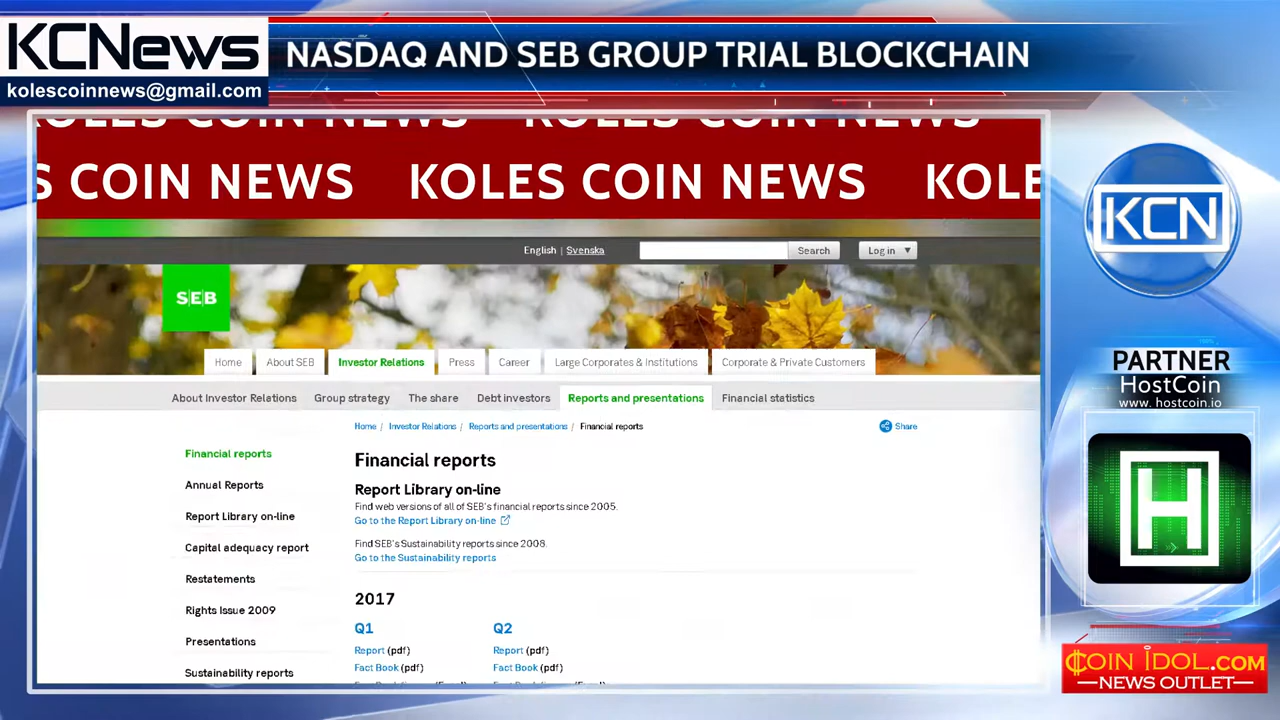 KCNews
kolescoinnews@gmail.com
NASDAQ AND SEB GROUP TRIAL BLOCKCHAIN
KOLES COIN NEWS KOLES COIN NEWS
S COIN NEWS KOLES COIN NEWS KOLE
English | Svenska
Search
Log in ▼
SEB
Home
About SEB
Investor Relations
Press
Career
Large Corporates & Institutions
Corporate & Private Customers
About Investor Relations
Group strategy
The share
Debt investors
Reports and presentations
Financial statistics
Home / Investor Relations / Reports and presentations / Financial reports
Share
Financial reports
Annual Reports
Report Library on-line
Capital adequacy report
Restatements
Rights Issue 2009
Presentations
Sustainability reports
Financial reports
Report Library on-line
Find web versions of all of SEB's financial reports since 2005.
Go to the Report Library on-line
Find SEB's Sustainability reports since 2008.
Go to the Sustainability reports
2017
Q1
Report (pdf)
Fact Book (pdf)
Q2
Report (pdf)
Fact Book (pdf)
KCN
PARTNER
HostCoin
www. hostcoin.io
H
COIN IDOL.COM
NEWS OUTLET